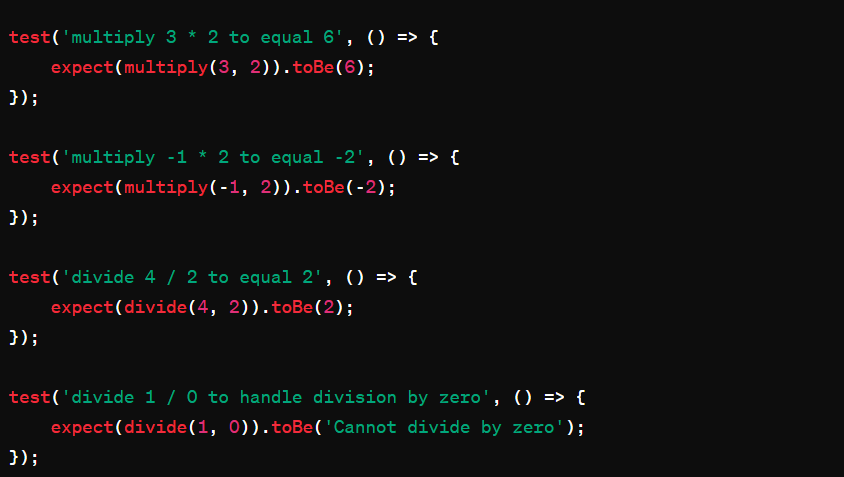 test('multiply 3 * 2 to equal 6', () => {
    expect(multiply(3, 2)).toBe(6);
});

test('multiply -1 * 2 to equal -2', () => {
    expect(multiply(-1, 2)).toBe(-2);
});

test('divide 4 / 2 to equal 2', () => {
    expect(divide(4, 2)).toBe(2);
});

test('divide 1 / 0 to handle division by zero', () => {
    expect(divide(1, 0)).toBe('Cannot divide by zero');
});